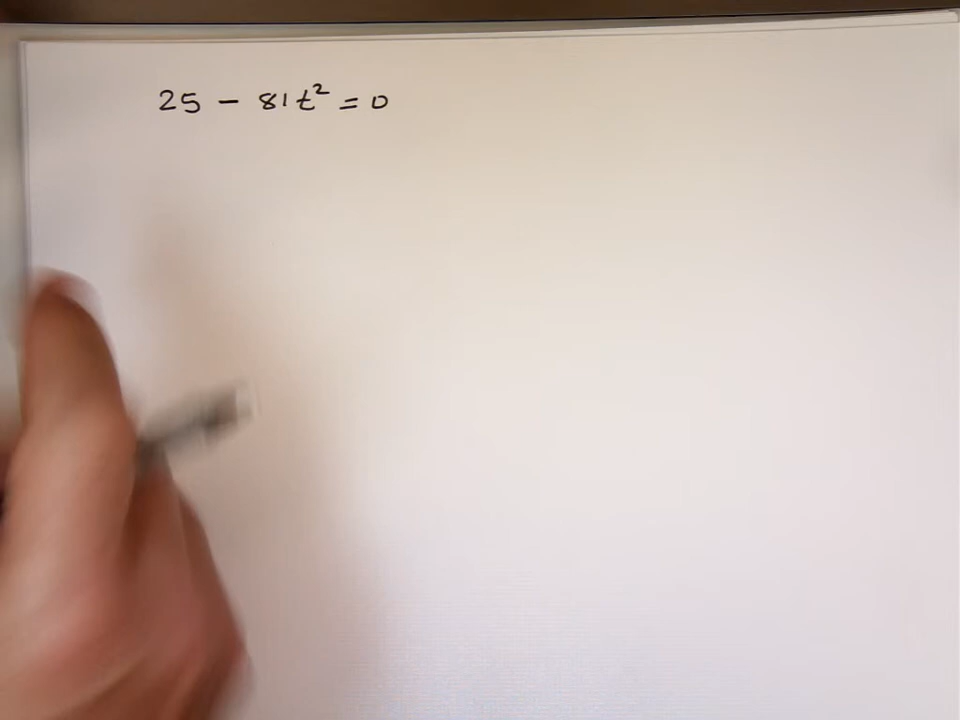 25 - 81t² = 0